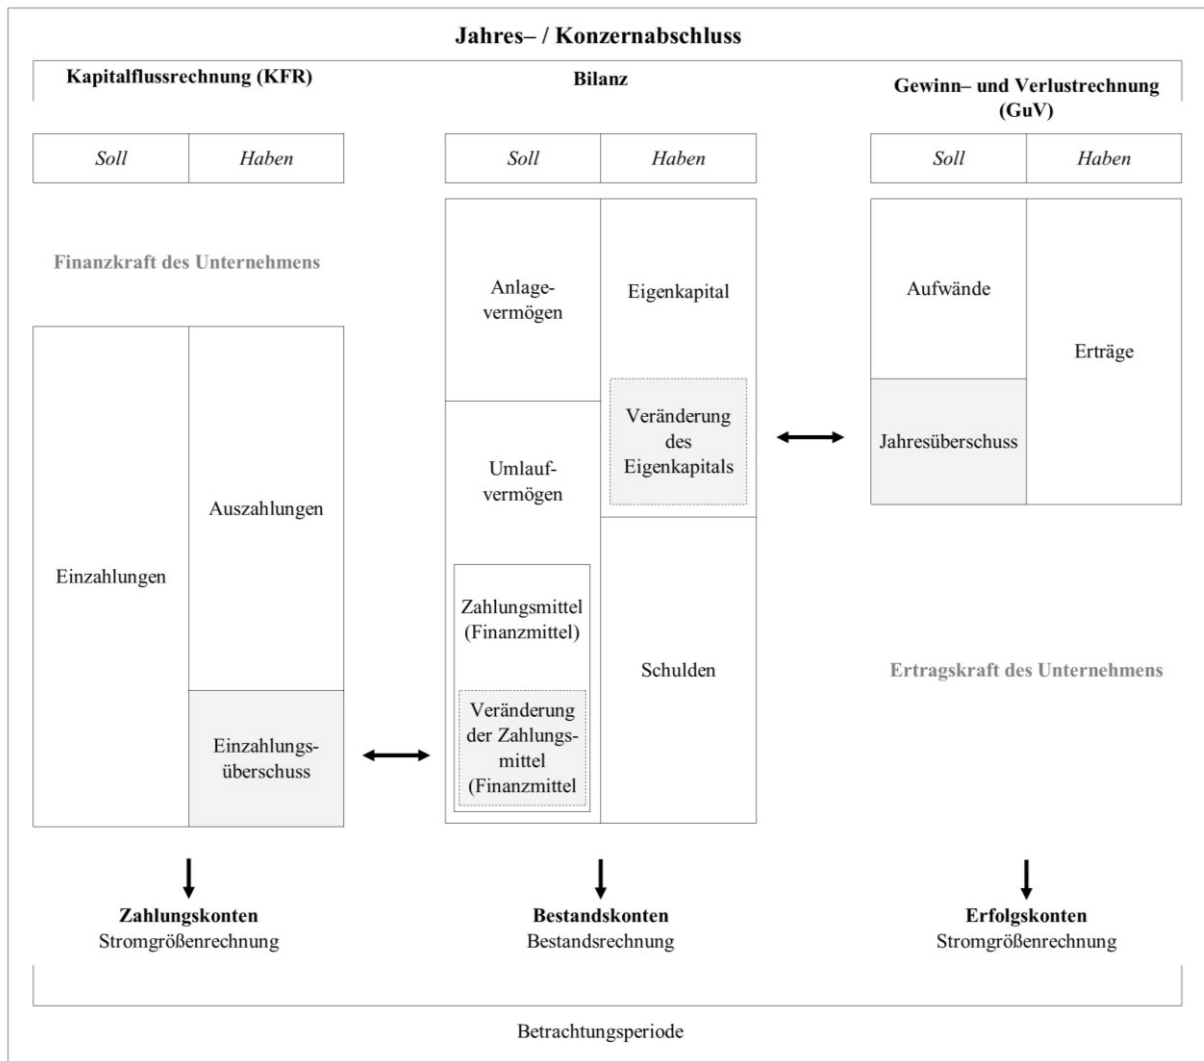 Jahres– / Konzernabschluss
Kapitalflussrechnung (KFR)
Bilanz
Gewinn– und Verlustrechnung
(GuV)
Soll
Haben
Soll
Haben
Soll
Haben
Finanzkraft des Unternehmens
Einzahlungen
Auszahlungen
Einzahlungs-
überschuss
Anlage-
vermögen
Umlauf-
vermögen
Zahlungsmittel
(Finanzmittel)
Veränderung
der Zahlungs-
mittel
(Finanzmittel
Eigenkapital
Veränderung
des
Eigenkapitals
Schulden
Aufwände
Jahresüberschuss
Erträge
Ertragskraft des Unternehmens
Zahlungskonten
Stromgrößenrechnung
Bestandskonten
Bestandsrechnung
Erfolgskonten
Stromgrößenrechnung
Betrachtungsperiode